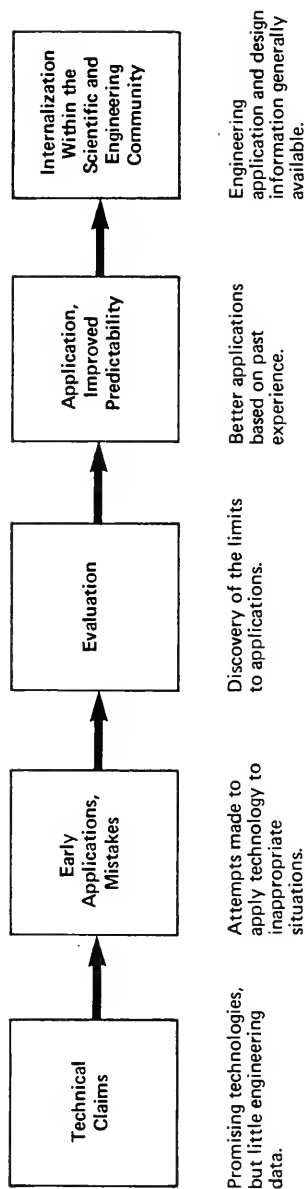 Technical
Claims
Promising technologies,
but little engineering
data.
Early
Applications,
Mistakes
Attempts made to
apply technology to
inappropriate
situations.
Evaluation
Discovery of the limits
to applications.
Application,
Improved
Predictability
Better applications
based on past
experience.
Internalization
Within the
Scientific and
Engineering
Community
Engineering
application and design
information generally
available.